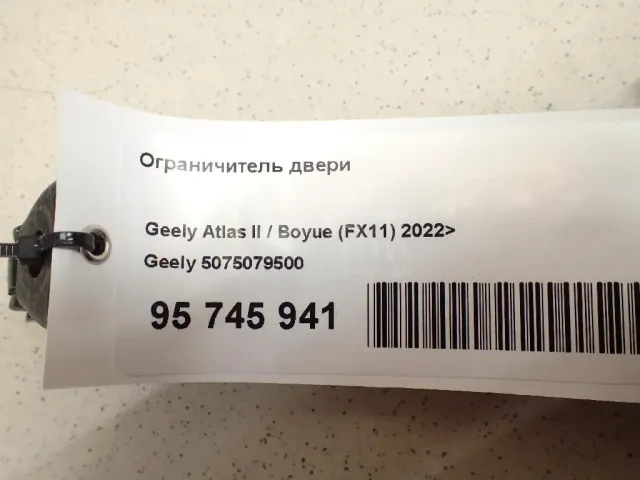 Ограничитель двери
Geely Atlas II / Boyue (FX11) 2022>
Geely 5075079500
95 745 941